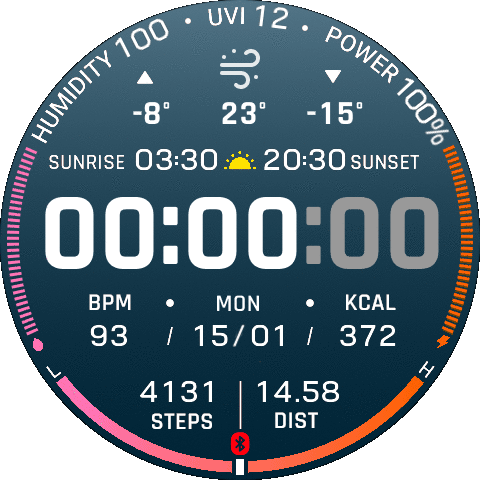 HUMIDITY 100 • UVI 12 • POWER 100%
-8° 23° -15°
SUNRISE 03:30 20:30 SUNSET
00:00:00
BPM • MON • KCAL
93 / 15/01 / 372
L H
4131 14.58
STEPS DIST